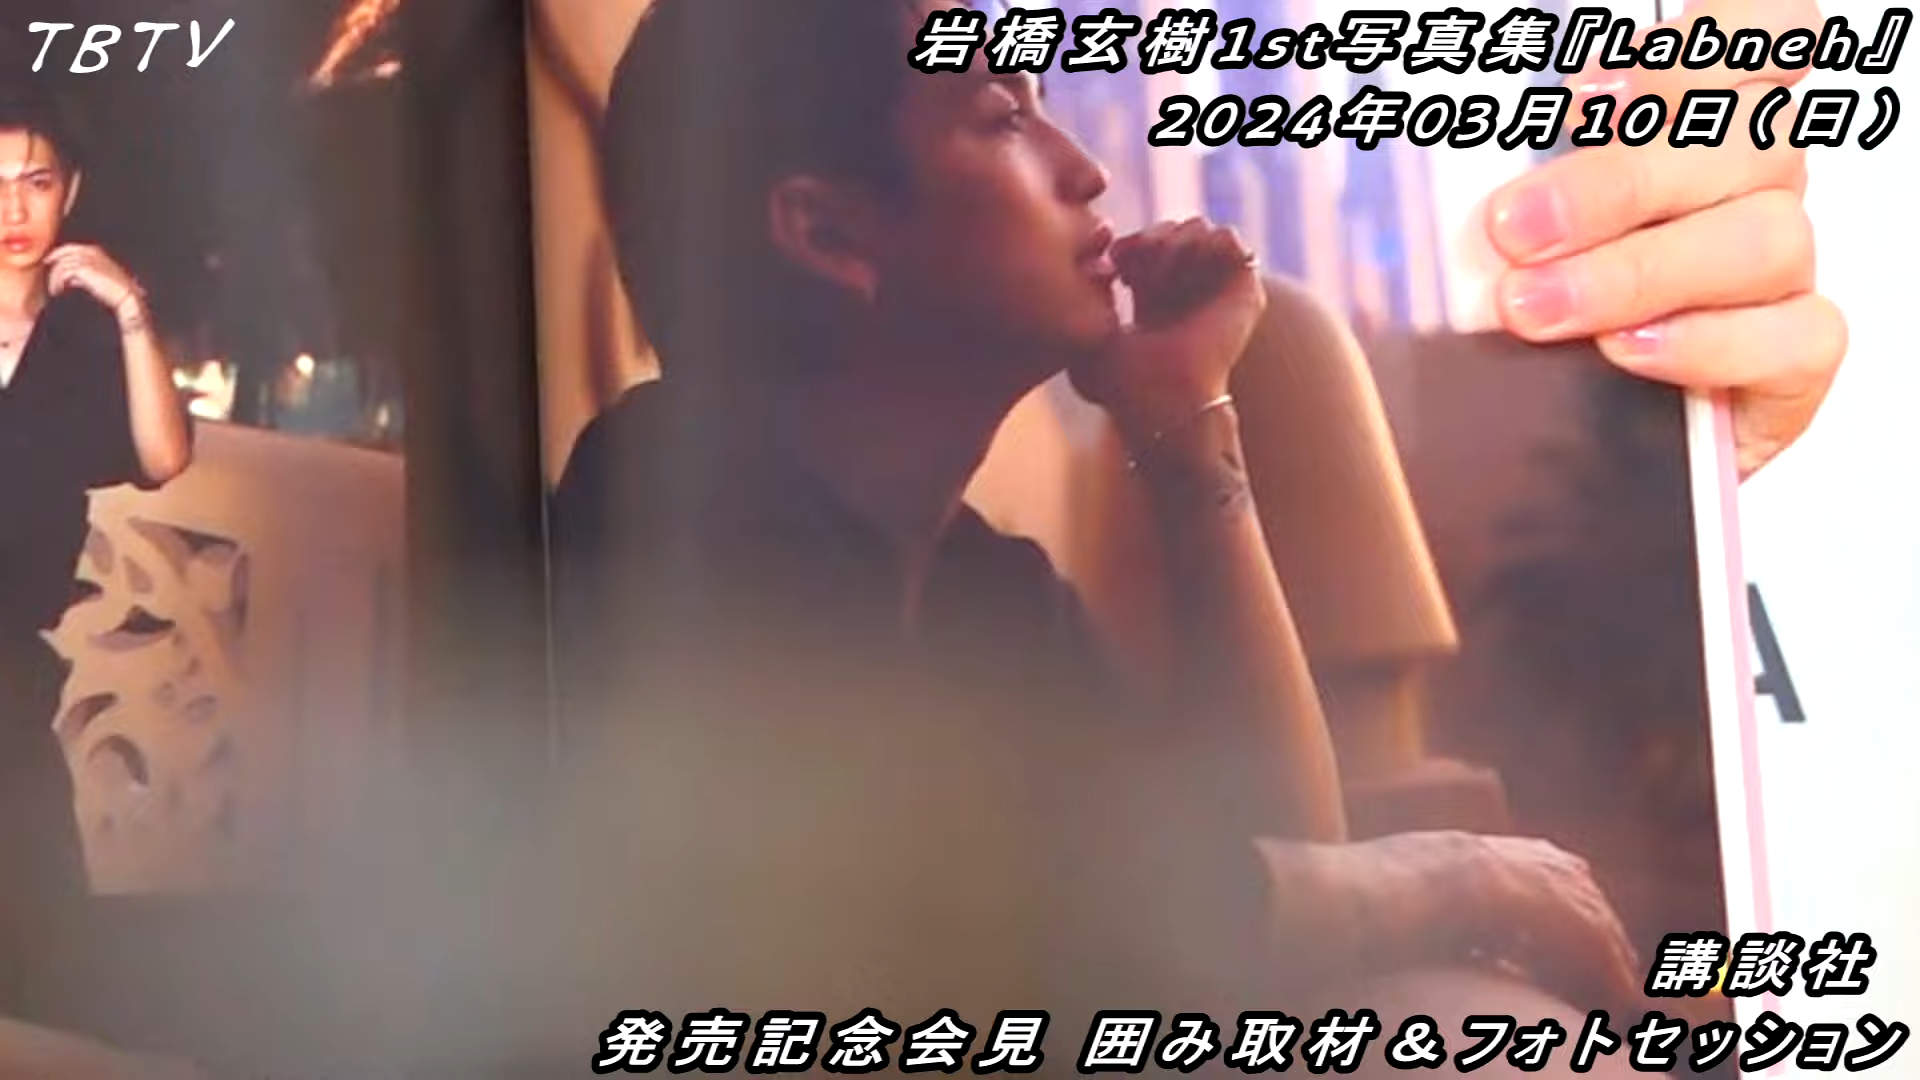 TBTV
岩橋玄樹1st写真集『Labneh』
2024年03月10日（日）
A
講談社
発売記念会見 囲み取材＆フォトセッション